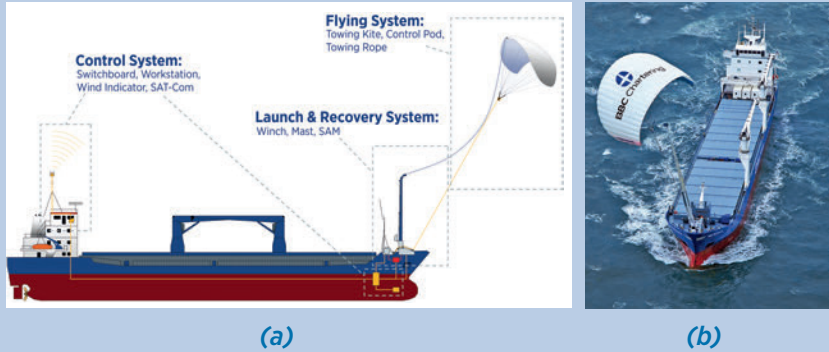 Flying System:
Towing Kite, Control Pod,
Towing Rope
Control System:
Switchboard, Workstation,
Wind Indicator, SAT-Com
Launch & Recovery System:
Winch, Mast, SAM
BBC Chartering
(a)
(b)